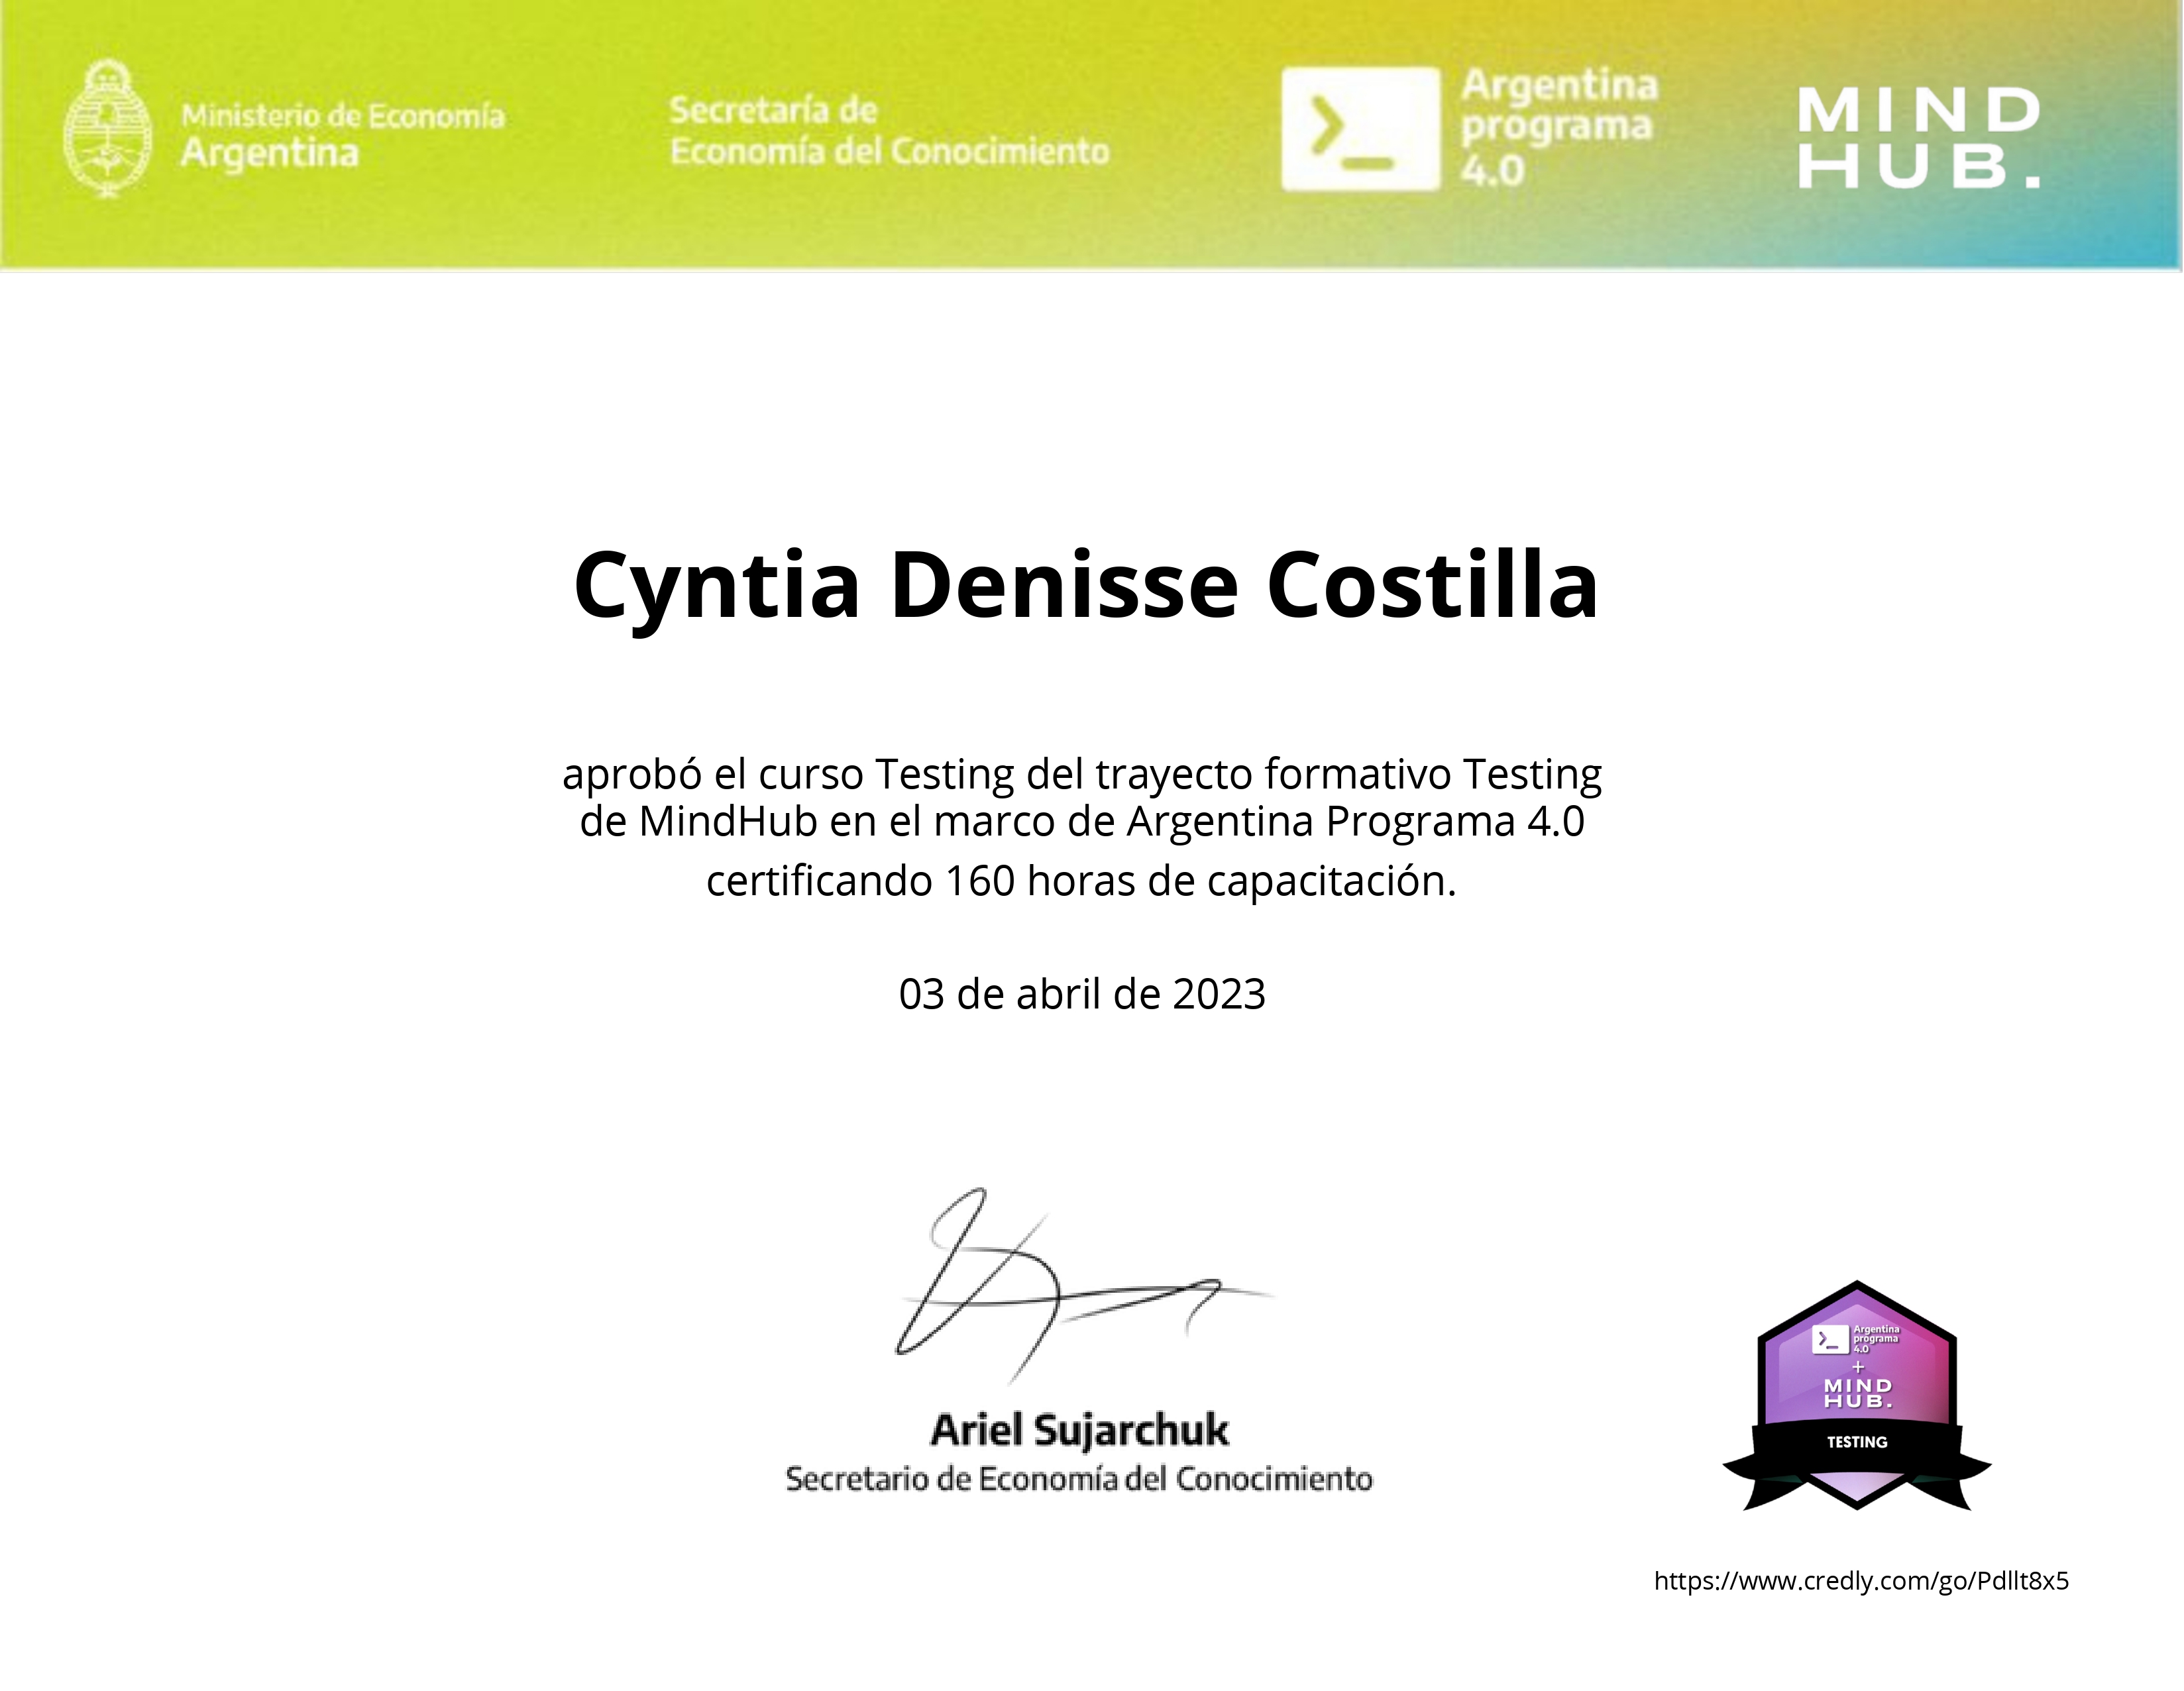 Ministerio de Economía
Argentina
Secretaría de
Economía del Conocimiento
Argentina
programa
4.0
MIND
HUB.
Cyntia Denisse Costilla
aprobó el curso Testing del trayecto formativo Testing
de MindHub en el marco de Argentina Programa 4.0
certificando 160 horas de capacitación.
03 de abril de 2023
Ariel Sujarchuk
Secretario de Economía del Conocimiento
Argentina
programa
4.0
+
MIND
HUB.
TESTING
https://www.credly.com/go/Pdllt8x5